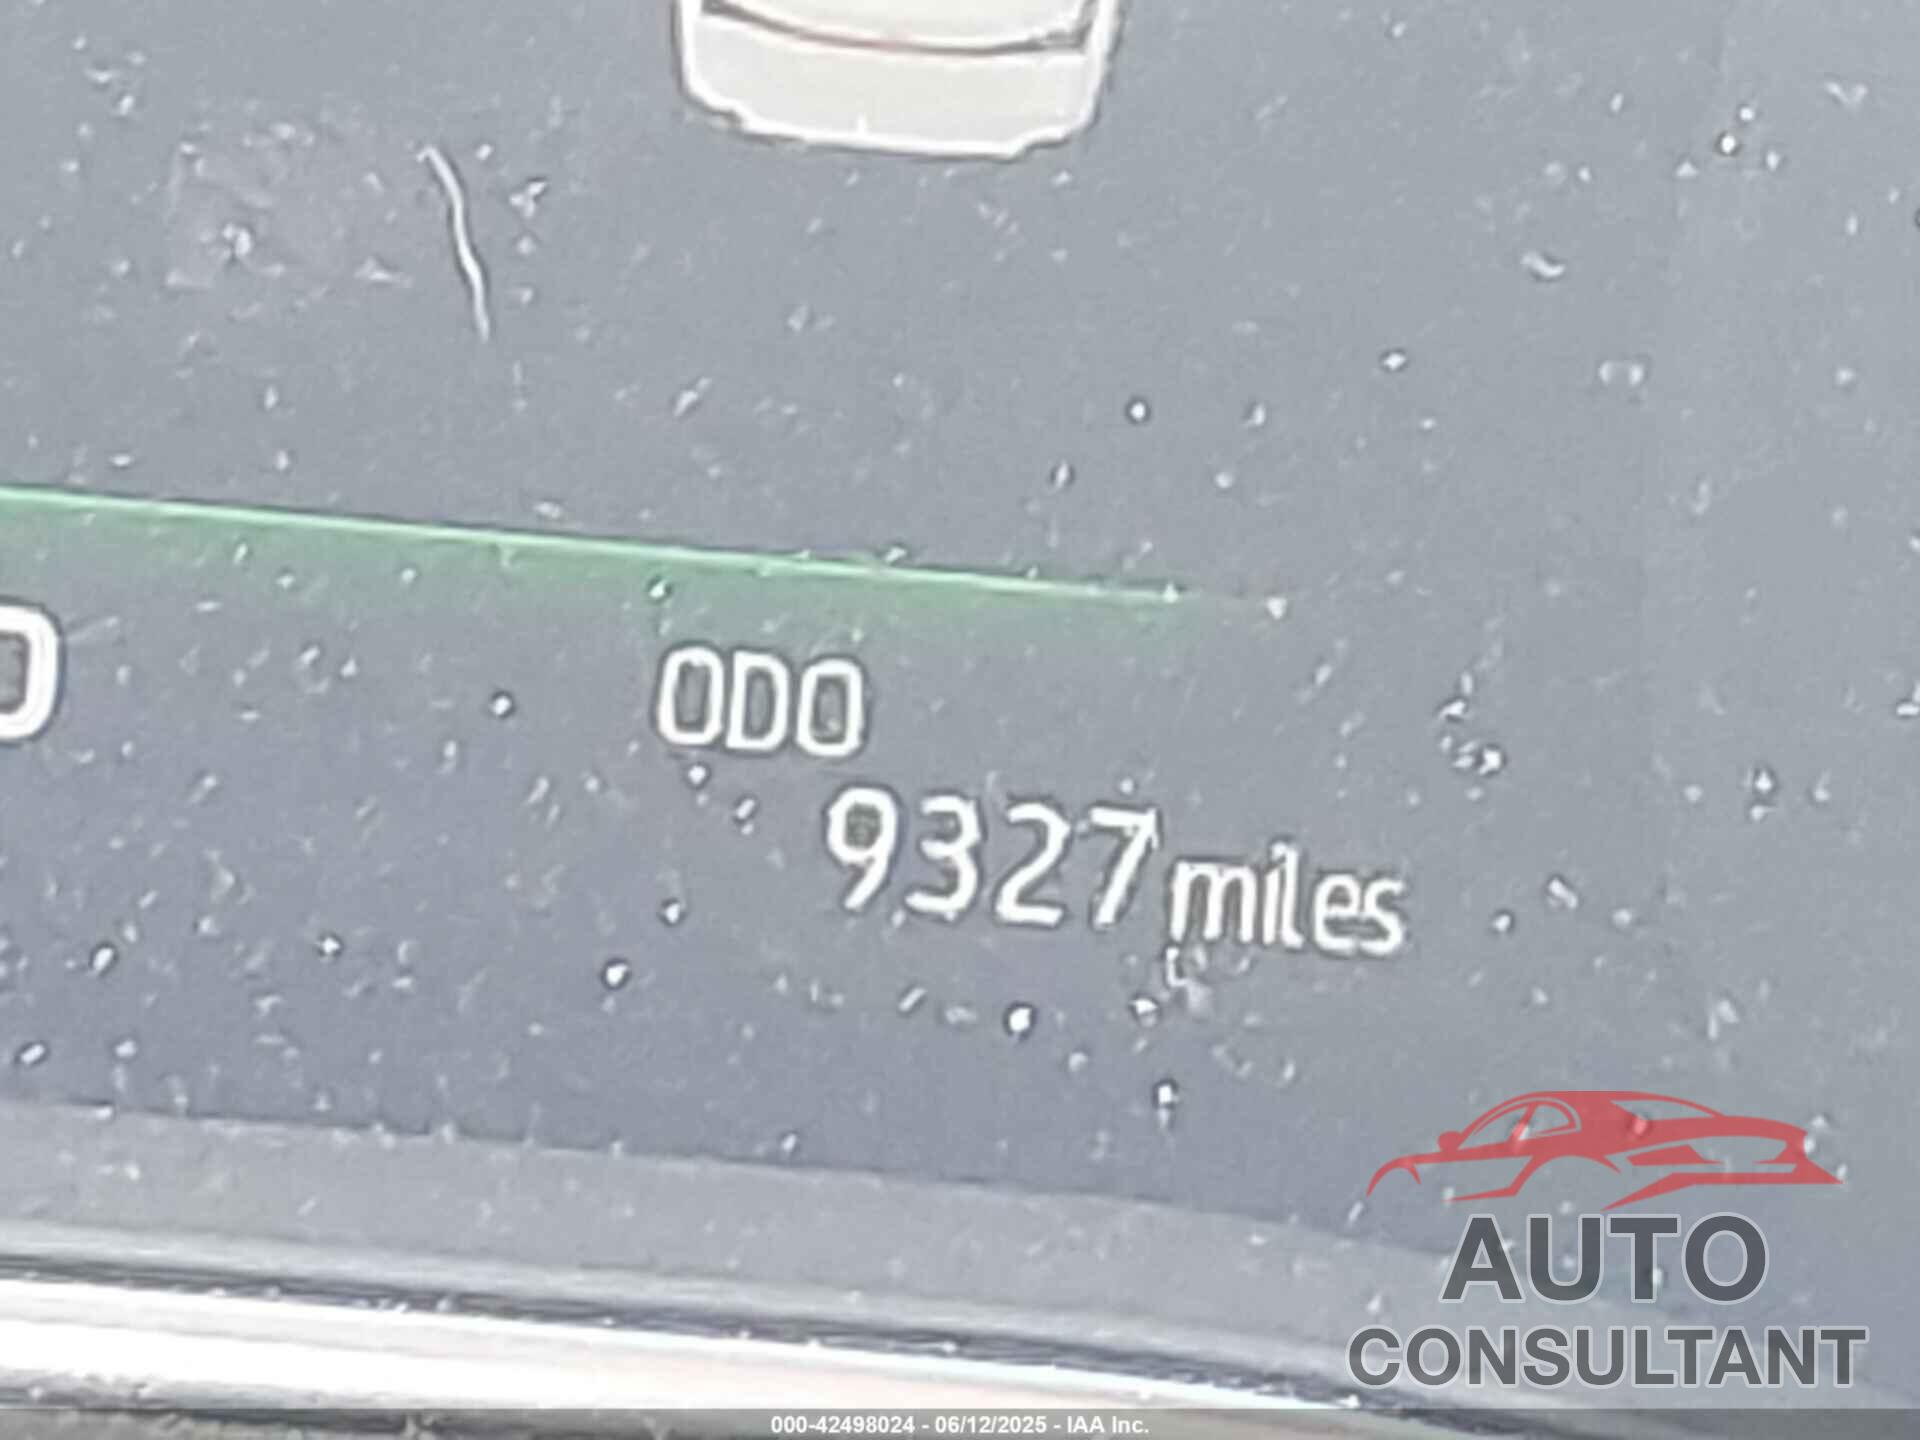 ODO
9327 miles
AUTO
CONSULTANT
000-42498024 - 06/12/2025 - IAA Inc.